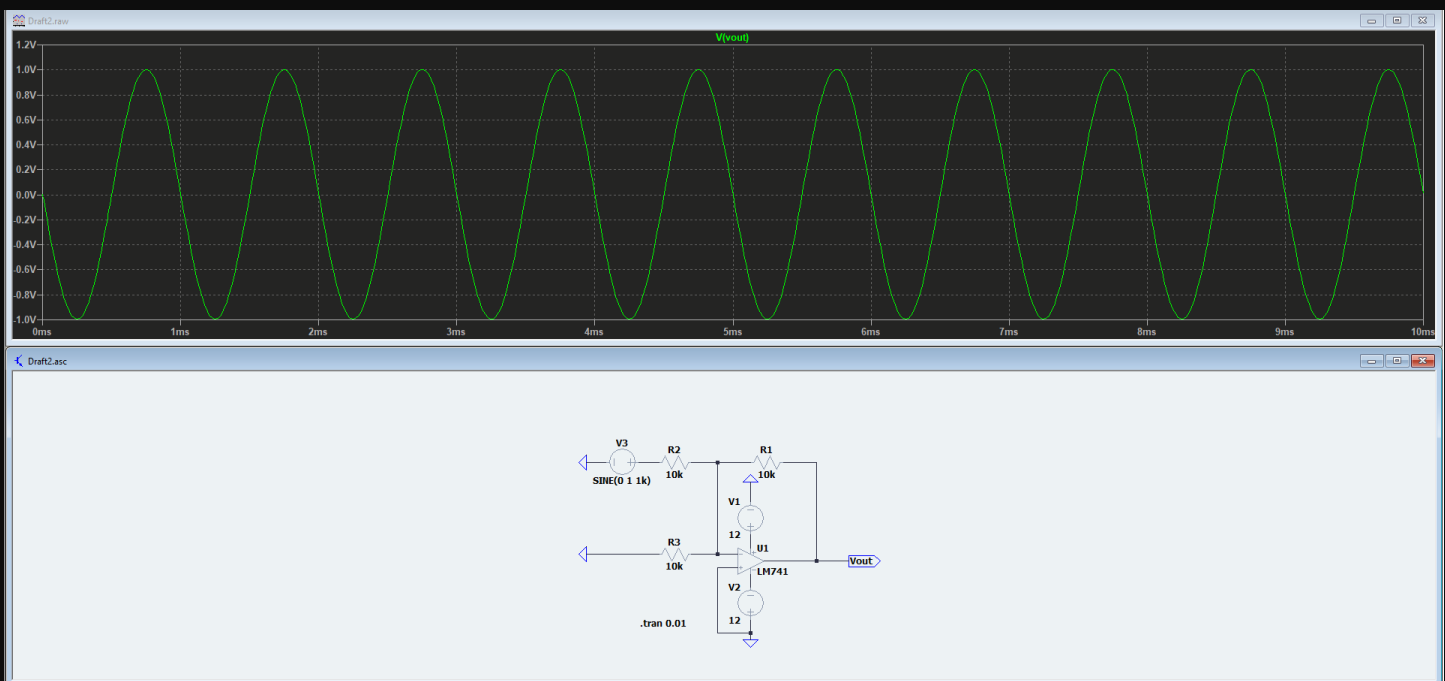 Draft2.raw
V(vout)
1.2V
1.0V
0.8V
0.6V
0.4V
0.2V
0.0V
-0.2V
-0.4V
-0.6V
-0.8V
-1.0V
0ms 1ms 2ms 3ms 4ms 5ms 6ms 7ms 8ms 9ms 10ms
Draft2.asc
V3
SINE(0 1 1k)
R2
10k
R1
10k
V1
12
R3
10k
U1
LM741
Vout
V2
12
.tran 0.01